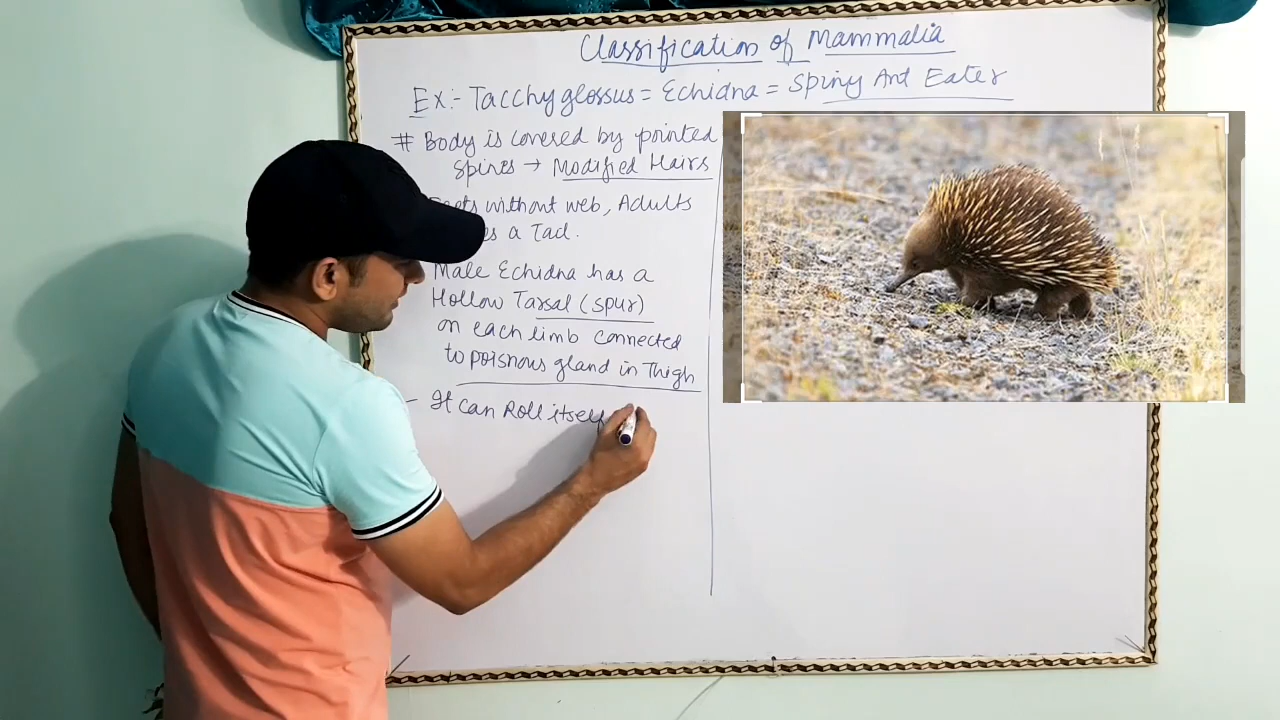 Classification of Mammalia
Ex:- Tacchyglossus = Echidna = Spiny Ant Eater
# Body is covered by pointed
Spines → Modified Hairs
without web, Adults
a Tad.
Male Echidna has a
Hollow Tarsal (Spur)
on each limb connected
to poisnous gland in Thigh
- It can Roll itself